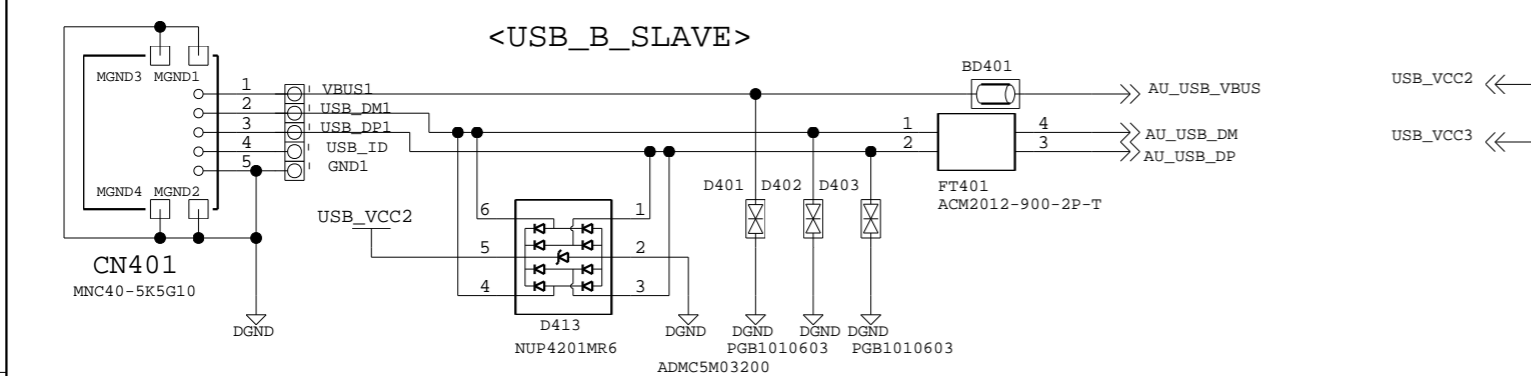 <USB_B_SLAVE>
MGND3 MGND1
1 VBUS1
2 USB_DM1
3 USB_DP1
4 USB_ID
5 GND1
MGND4 MGND2
CN401
MNC40-5K5G10
DGND
USB_VCC2
6 1
5 2
4 3
D413
NUP4201MR6
DGND
ADMC5M03200
D401 D402 D403
DGND DGND DGND
PGB1010603 PGB1010603
BD401
AU_USB_VBUS
1 4 AU_USB_DM
2 3 AU_USB_DP
FT401
ACM2012-900-2P-T
USB_VCC2
USB_VCC3